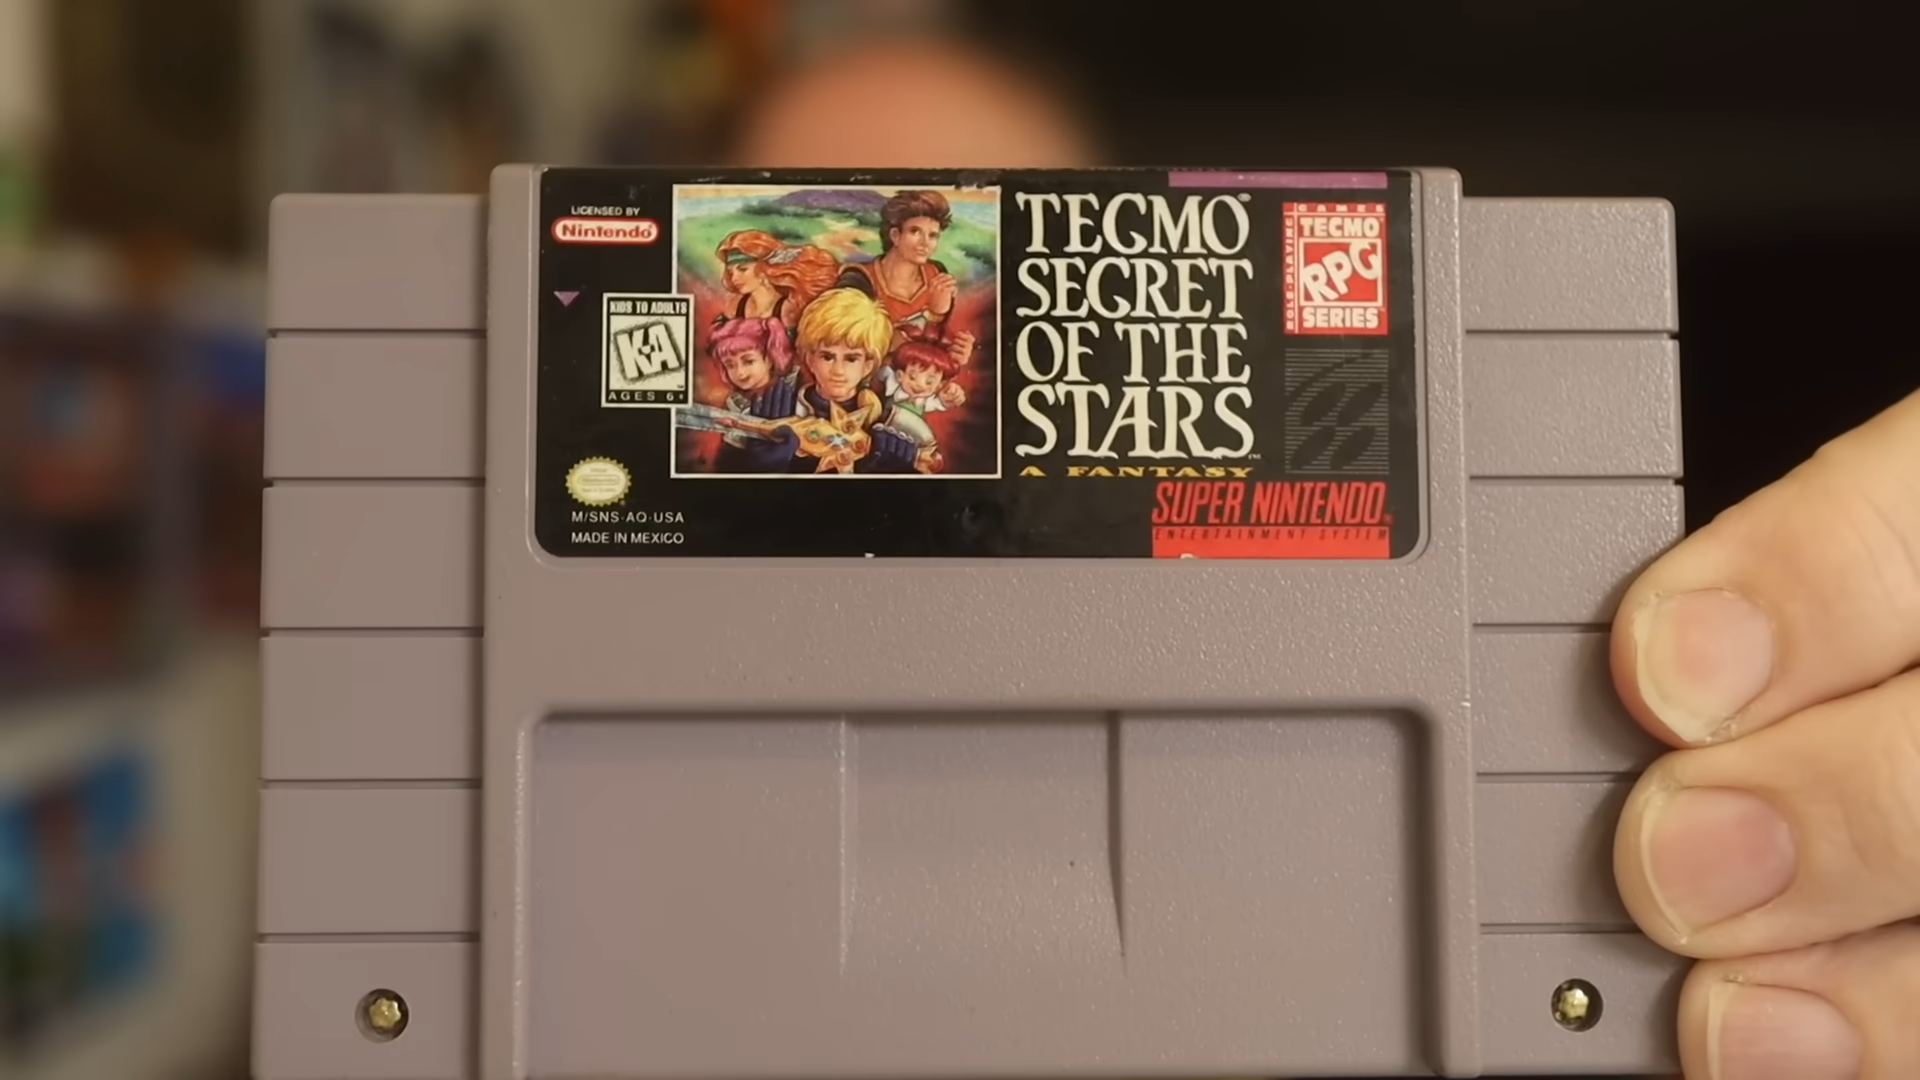 LICENSED BY
Nintendo
KIDS TO ADULTS
K-A
AGES 6+
M/SNS-AQ-USA
MADE IN MEXICO
TECMO®
SECRET
OF THE
STARS™
A FANTASY
GAMES
ROLE-PLAYING
TECMO
RPG
SERIES
SUPER NINTENDO
ENTERTAINMENT SYSTEM